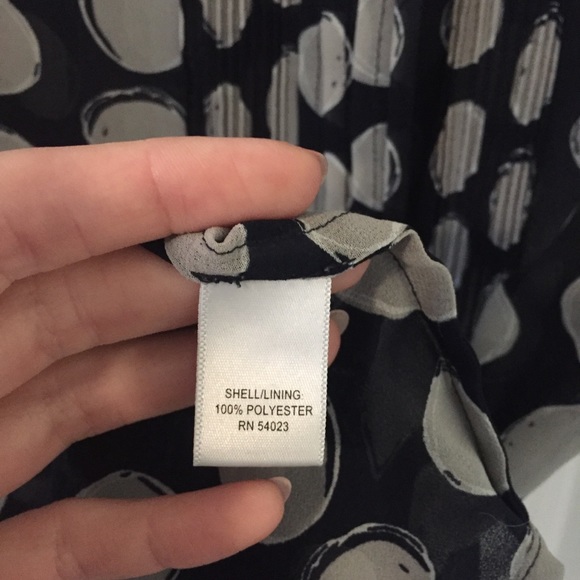 SHELL/LINING:
100% POLYESTER
RN 54023